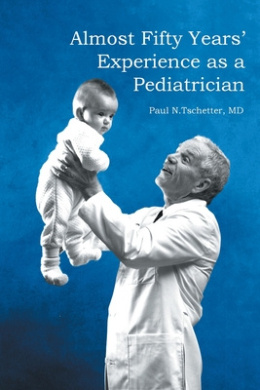 Almost Fifty Years'
Experience as a
Pediatrician
Paul N.Tschetter, MD